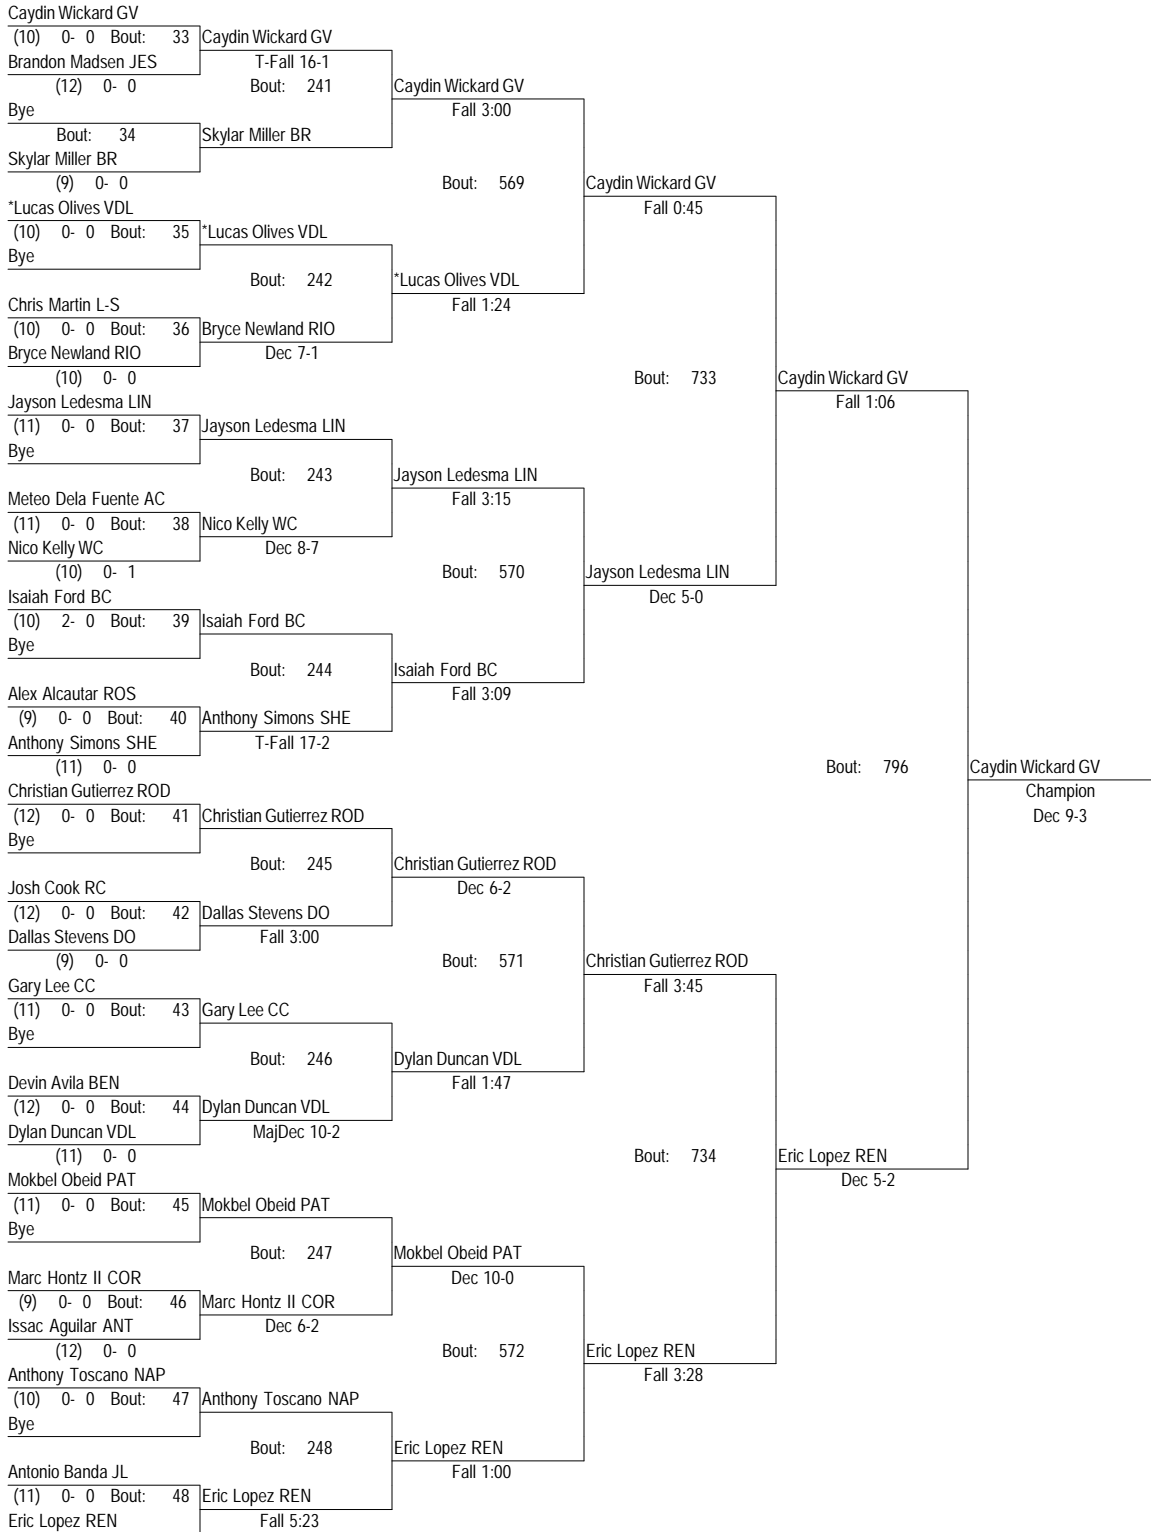 Caydin Wickard GV
(10) 0- 0 Bout: 33 Caydin Wickard GV
Brandon Madsen JES T-Fall 16-1
(12) 0- 0 Bout: 241 Caydin Wickard GV
Bye Fall 3:00
Bout: 34 Skylar Miller BR
Skylar Miller BR
(9) 0- 0 Bout: 569 Caydin Wickard GV
*Lucas Olives VDL Fall 0:45
(10) 0- 0 Bout: 35 *Lucas Olives VDL
Bye
Bout: 242 *Lucas Olives VDL
Chris Martin L-S Fall 1:24
(10) 0- 0 Bout: 36 Bryce Newland RIO
Bryce Newland RIO Dec 7-1
(10) 0- 0 Bout: 733 Caydin Wickard GV
Jayson Ledesma LIN Fall 1:06
(11) 0- 0 Bout: 37 Jayson Ledesma LIN
Bye
Bout: 243 Jayson Ledesma LIN
Meteo Dela Fuente AC Fall 3:15
(11) 0- 0 Bout: 38 Nico Kelly WC
Nico Kelly WC Dec 8-7
(10) 0- 1 Bout: 570 Jayson Ledesma LIN
Isaiah Ford BC Dec 5-0
(10) 2- 0 Bout: 39 Isaiah Ford BC
Bye
Bout: 244 Isaiah Ford BC
Alex Alcautar ROS Fall 3:09
(9) 0- 0 Bout: 40 Anthony Simons SHE
Anthony Simons SHE T-Fall 17-2
(11) 0- 0 Bout: 796 Caydin Wickard GV
Christian Gutierrez ROD Champion
(12) 0- 0 Bout: 41 Christian Gutierrez ROD Dec 9-3
Bye
Bout: 245 Christian Gutierrez ROD
Josh Cook RC Dec 6-2
(12) 0- 0 Bout: 42 Dallas Stevens DO
Dallas Stevens DO Fall 3:00
(9) 0- 0 Bout: 571 Christian Gutierrez ROD
Gary Lee CC Fall 3:45
(11) 0- 0 Bout: 43 Gary Lee CC
Bye
Bout: 246 Dylan Duncan VDL
Devin Avila BEN Fall 1:47
(12) 0- 0 Bout: 44 Dylan Duncan VDL
Dylan Duncan VDL MajDec 10-2
(11) 0- 0 Bout: 734 Eric Lopez REN
Mokbel Obeid PAT Dec 5-2
(11) 0- 0 Bout: 45 Mokbel Obeid PAT
Bye
Bout: 247 Mokbel Obeid PAT
Marc Hontz II COR Dec 10-0
(9) 0- 0 Bout: 46 Marc Hontz II COR
Issac Aguilar ANT Dec 6-2
(12) 0- 0 Bout: 572 Eric Lopez REN
Anthony Toscano NAP Fall 3:28
(10) 0- 0 Bout: 47 Anthony Toscano NAP
Bye
Bout: 248 Eric Lopez REN
Antonio Banda JL Fall 1:00
(11) 0- 0 Bout: 48 Eric Lopez REN
Eric Lopez REN Fall 5:23